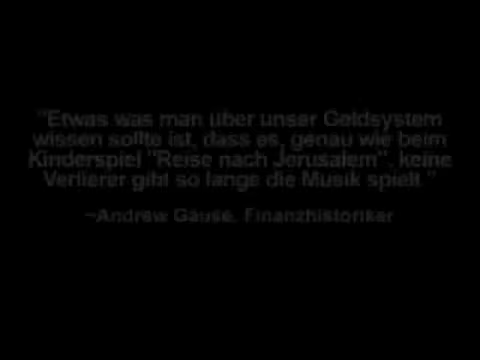 "Etwas was man über unser Geldsystem
wissen sollte ist, dass es, genau wie beim
Kinderspiel "Reise nach Jerusalem", keine
Verlierer gibt so lange die Musik spielt."
~Andrew Gause, Finanzhistoriker